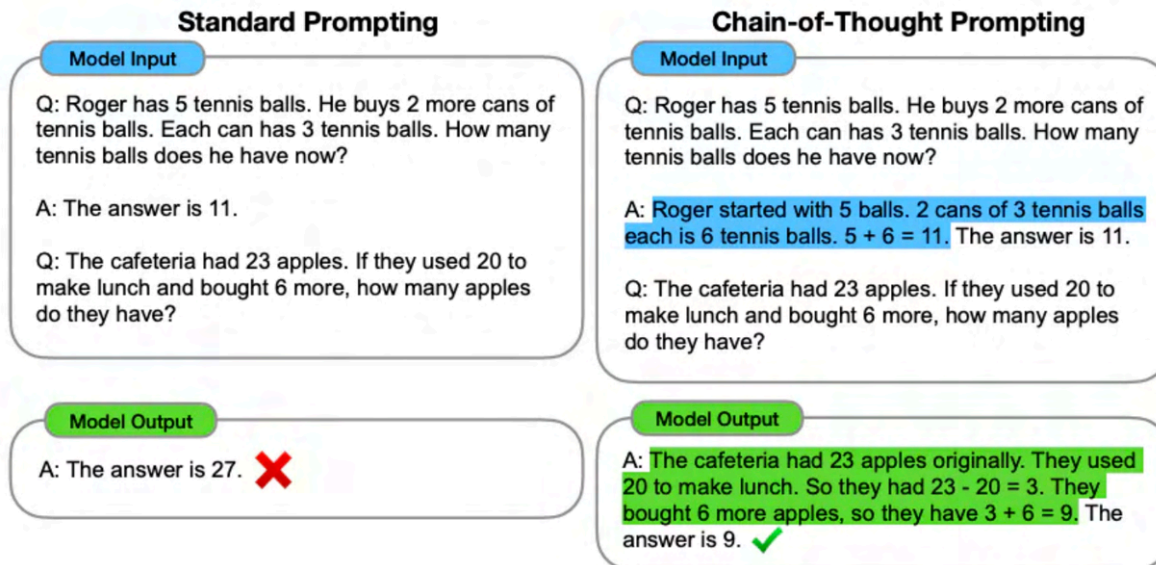 Standard Prompting
Model Input
Q: Roger has 5 tennis balls. He buys 2 more cans of
tennis balls. Each can has 3 tennis balls. How many
tennis balls does he have now?
A: The answer is 11.
Q: The cafeteria had 23 apples. If they used 20 to
make lunch and bought 6 more, how many apples
do they have?
Model Output
A: The answer is 27.
Chain-of-Thought Prompting
Model Input
Q: Roger has 5 tennis balls. He buys 2 more cans of
tennis balls. Each can has 3 tennis balls. How many
tennis balls does he have now?
A: Roger started with 5 balls. 2 cans of 3 tennis balls
each is 6 tennis balls. 5 + 6 = 11. The answer is 11.
Q: The cafeteria had 23 apples. If they used 20 to
make lunch and bought 6 more, how many apples
do they have?
Model Output
A: The cafeteria had 23 apples originally. They used
20 to make lunch. So they had 23 - 20 = 3. They
bought 6 more apples, so they have 3 + 6 = 9. The
answer is 9.